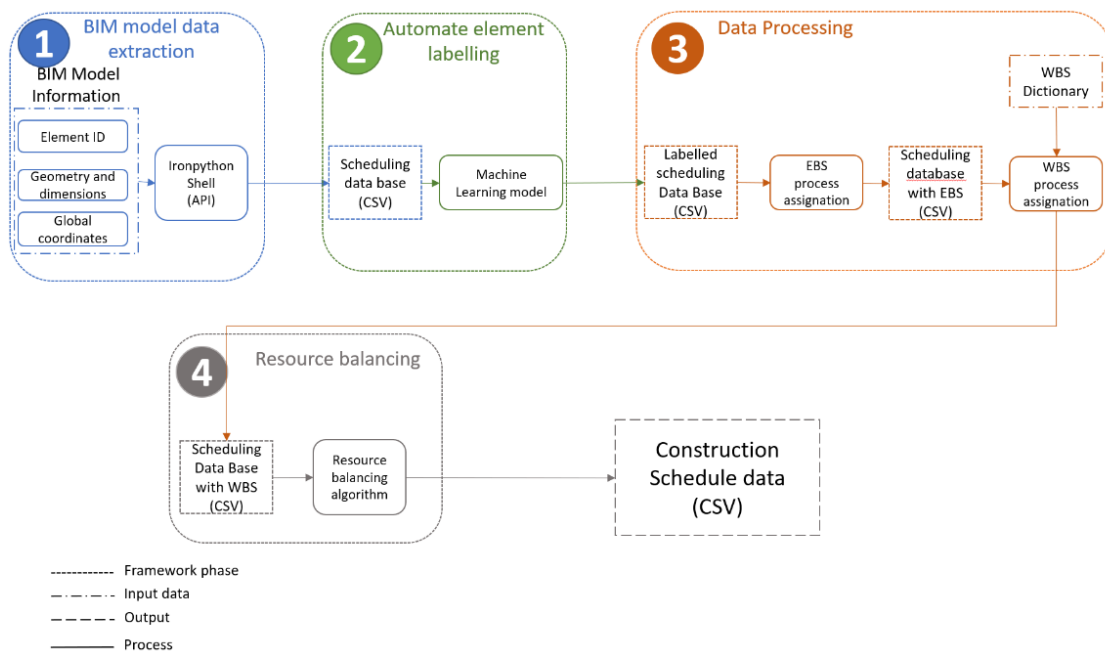 1
BIM model data
extraction
BIM Model
Information
Element ID
Geometry and
dimensions
Global
coordinates
Ironpython
Shell
(API)
2
Automate element
labelling
Scheduling
data base
(CSV)
Machine
Learning model
3
Data Processing
WBS
Dictionary
Labelled
scheduling
Data Base
(CSV)
EBS
process
assignation
Scheduling
database
with EBS
(CSV)
WBS
process
assignation
4
Resource balancing
Scheduling
Data Base
with WBS
(CSV)
Resource
balancing
algorithm
Construction
Schedule data
(CSV)
Framework phase
Input data
Output
Process